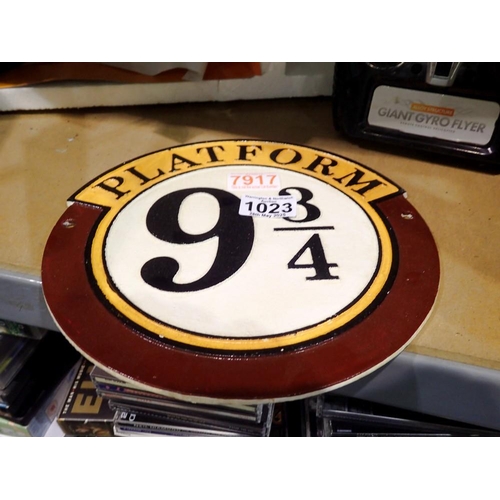 GIANT GYRO FLYER
PLATFORM
7917
1023
9 3/4